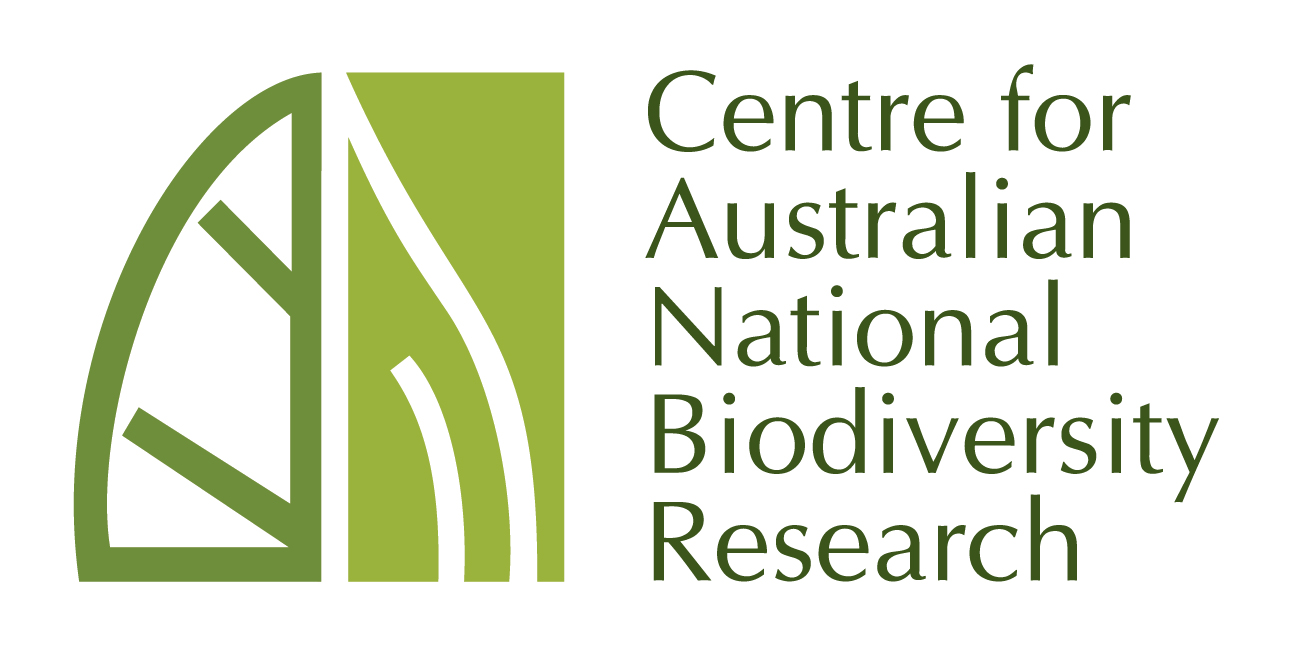 Centre for
Australian
National
Biodiversity
Research